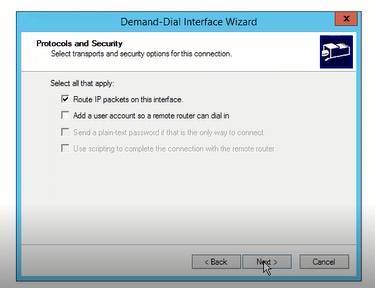 Demand-Dial Interface Wizard
x
Protocols and Security
Select transports and security options for this connection.
Select all that apply:
Route IP packets on this interface.
Add a user account so a remote router can dial in
Send a plain-text password if that is the only way to connect
Use scripting to complete the connection with the remote router
< Back
Next >
Cancel